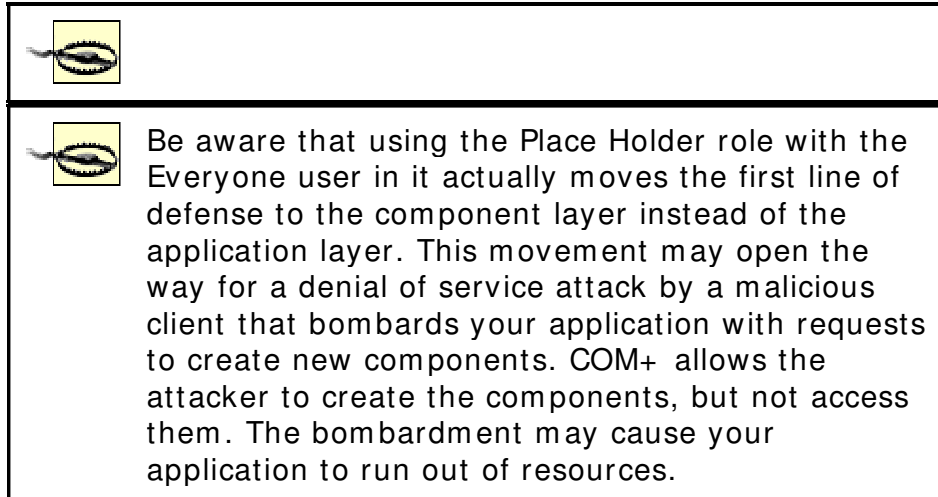 Be aware that using the Place Holder role with the
Everyone user in it actually moves the first line of
defense to the component layer instead of the
application layer. This movement may open the
way for a denial of service attack by a malicious
client that bombards your application with requests
to create new components. COM+ allows the
attacker to create the components, but not access
them. The bombardment may cause your
application to run out of resources.